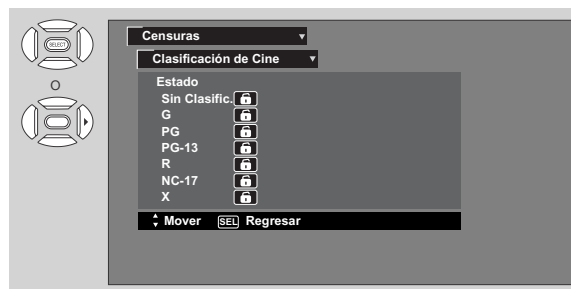 Censuras
Clasificación de Cine
SELECT
Estado
Sin Clasific.
O
G
PG
PG-13
R
NC-17
X
Mover SEL Regresar